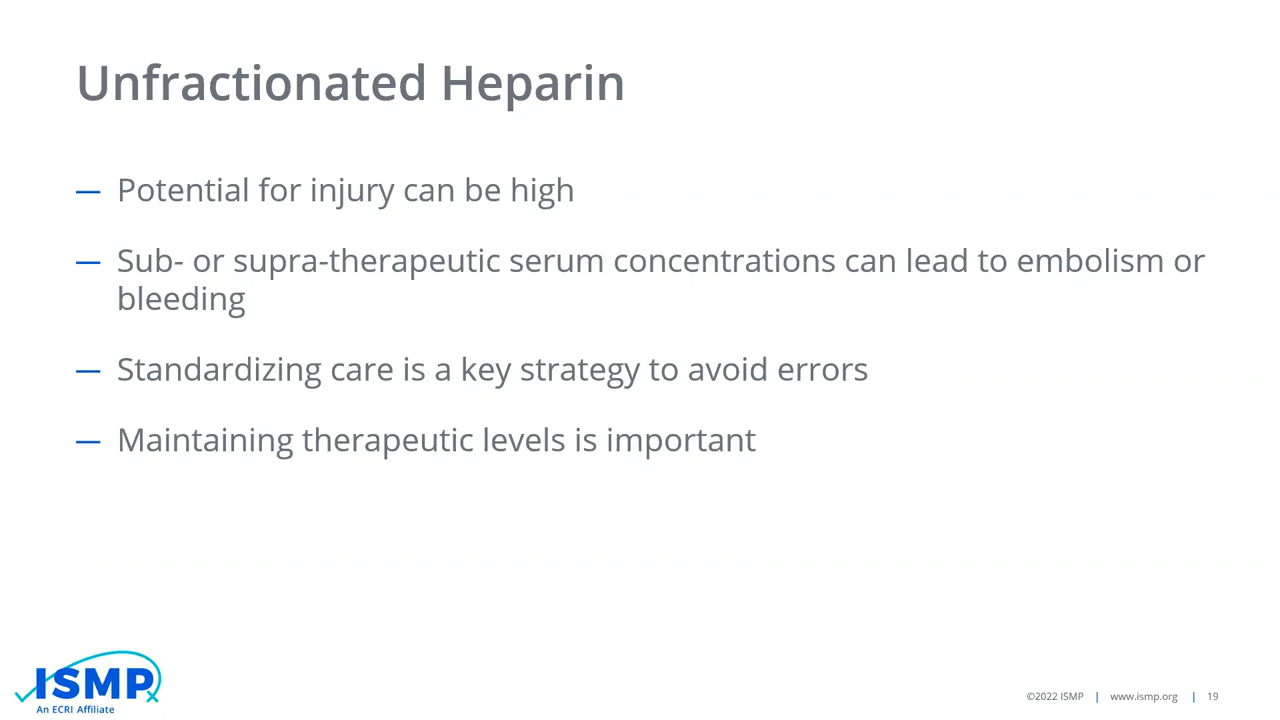 Unfractionated Heparin
— Potential for injury can be high
— Sub- or supra-therapeutic serum concentrations can lead to embolism or
bleeding
— Standardizing care is a key strategy to avoid errors
— Maintaining therapeutic levels is important
ISMP
An ECRI Affiliate
©2022 ISMP | www.ismp.org | 19